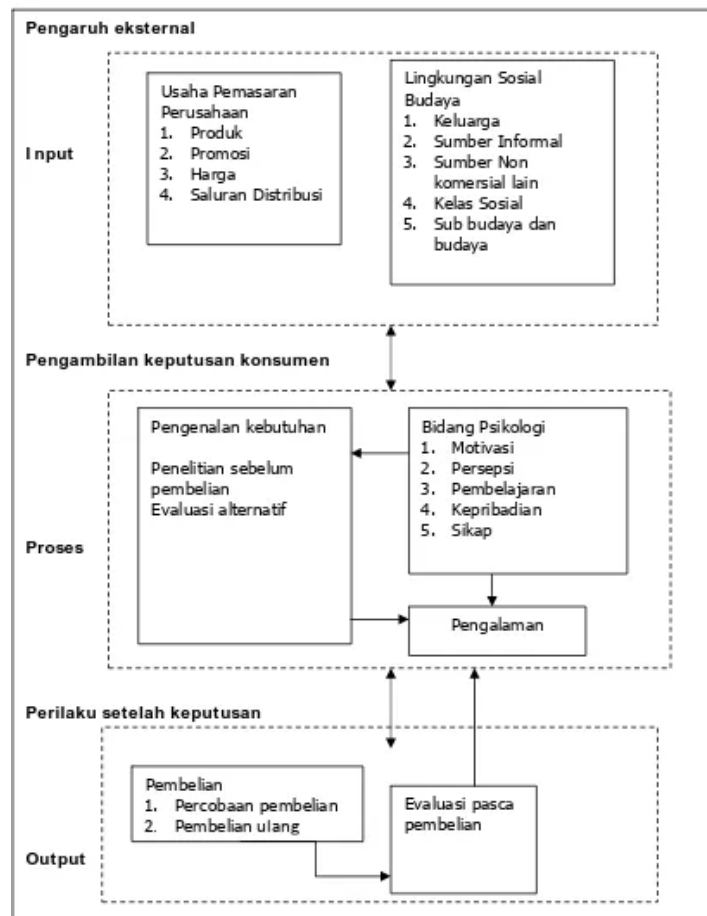 Pengaruh eksternal
Usaha Pemasaran
Perusahaan
1. Produk
2. Promosi
3. Harga
4. Saluran Distribusi
Lingkungan Sosial
Budaya
1. Keluarga
2. Sumber Informal
3. Sumber Non
komersial lain
4. Kelas Sosial
5. Sub budaya dan
budaya
Input
Pengambilan keputusan konsumen
Pengenalan kebutuhan
Penelitian sebelum
pembelian
Evaluasi alternatif
Bidang Psikologi
1. Motivasi
2. Persepsi
3. Pembelajaran
4. Kepribadian
5. Sikap
Proses
Pengalaman
Perilaku setelah keputusan
Pembelian
1. Percobaan pembelian
2. Pembelian ulang
Evaluasi pasca
pembelian
Output